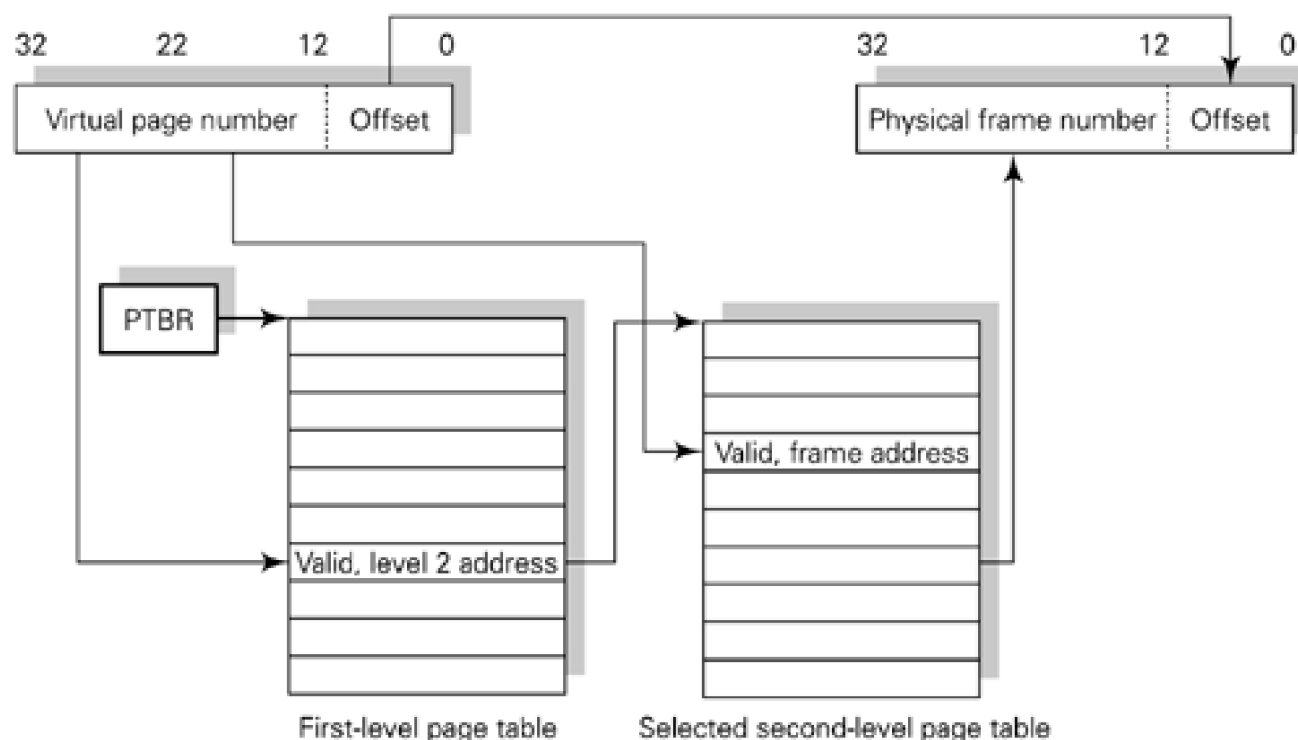 32 22 12 0 32 12 0
Virtual page number Offset Physical frame number Offset
PTBR
Valid, frame address
Valid, level 2 address
First-level page table Selected second-level page table